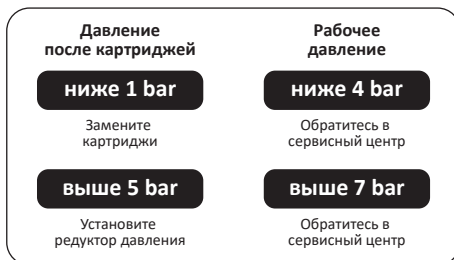 Давление
после картриджей
ниже 1 bar
Замените
картриджи
выше 5 bar
Установите
редуктор давления
Рабочее
давление
ниже 4 bar
Обратитесь в
сервисный центр
выше 7 bar
Обратитесь в
сервисный центр